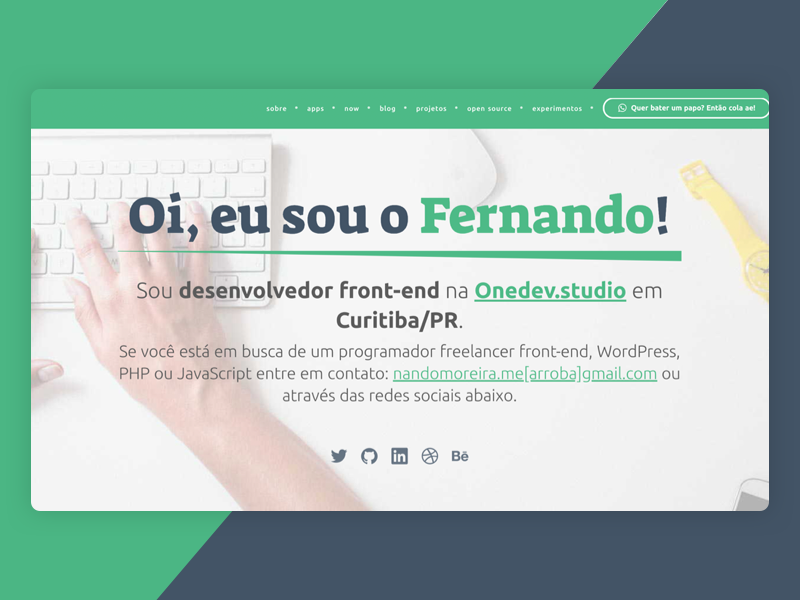 sobre • apps • now • blog • projetos • open source • experimentos • Quer bater um papo? Então cola ae!
Oi, eu sou o Fernando!
Sou desenvolvedor front-end na Onedev.studio em
Curitiba/PR.
Se você está em busca de um programador freelancer front-end, WordPress,
PHP ou JavaScript entre em contato: nandomoreira.me[arroba]gmail.com ou
através das redes sociais abaixo.
in Bē